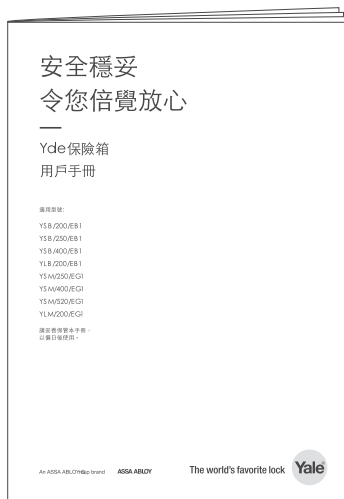 安全穩妥
令您倍覺放心
Yde保險箱
用戶手冊
適用型號:
YSB/200/EB1
YSB/250/EB1
YSB/400/EB1
YLB/200/EB1
YSM/250/EG1
YSM/400/EG1
YSM/520/EG1
YLM/200/EG1
請妥善保管本手冊，
以備日後使用。
An ASSA ABLOY Group brand ASSA ABLOY The world's favorite lock Yale